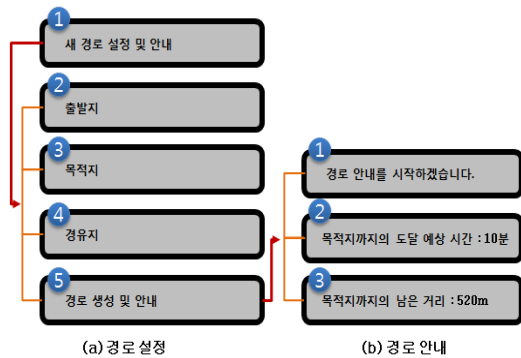 1
새 경로 설정 및 안내
2
출발지
3
목적지
4
경유지
5
경로 생성 및 안내
(a) 경로 설정
1
경로 안내를 시작하겠습니다.
2
목적지까지의 도달 예상 시간 : 10분
3
목적지까지의 남은 거리 : 520m
(b) 경로 안내